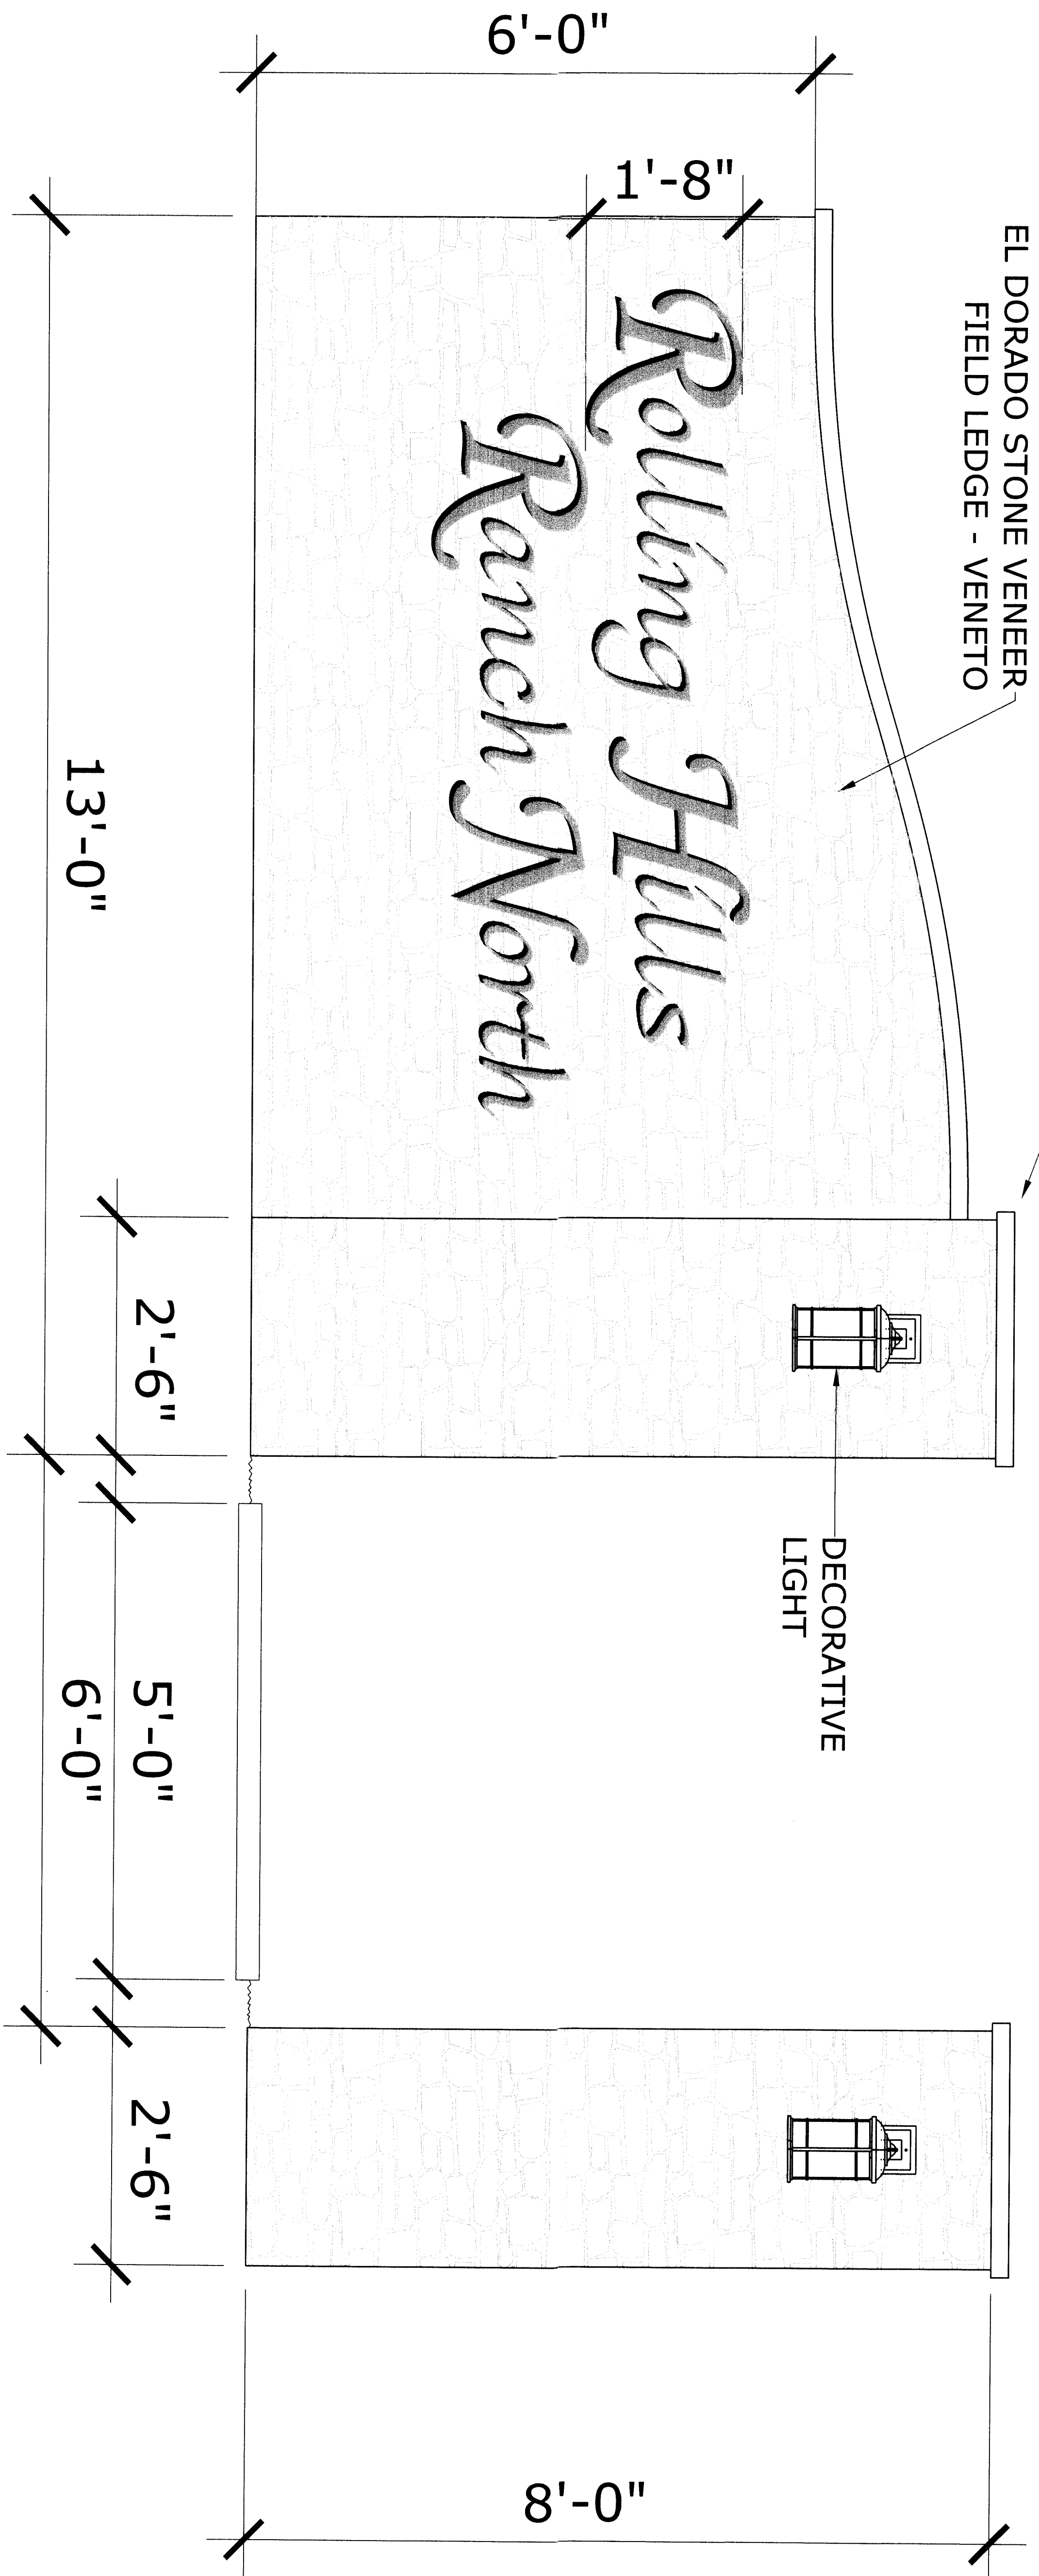 EL DORADO STONE VENEER
FIELD LEDGE - VENETO
6'-0"
1'-8"
Rolling Hills
Ranch North
DECORATIVE
LIGHT
8'-0"
2'-6"
5'-0"
2'-6"
13'-0"
6'-0"